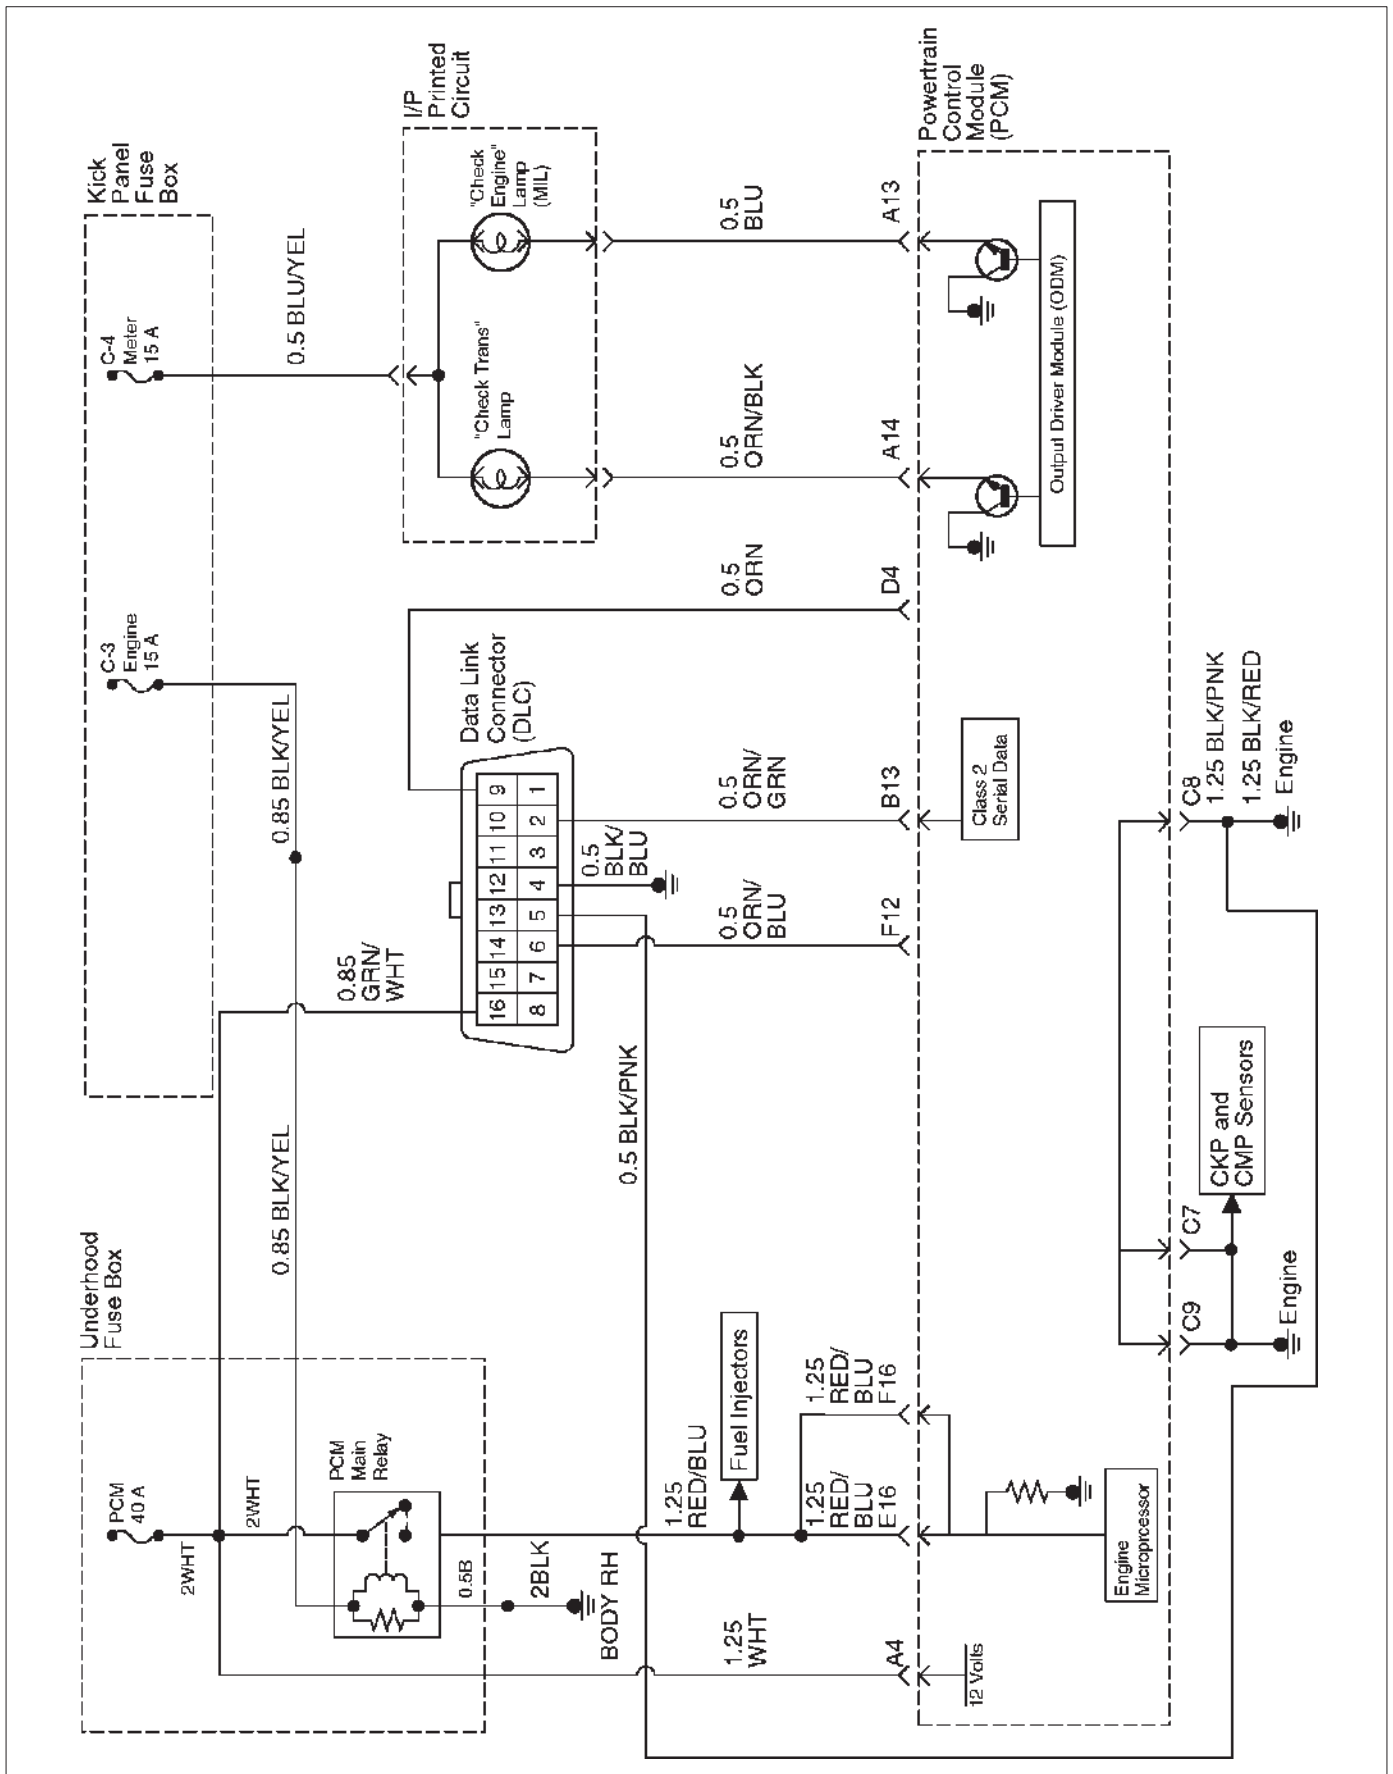 Underhood
Fuse Box
Kick
Panel
Fuse
Box
PCM
40 A
2WHT
2WHT
PCM
Main
Relay
0.5B
2BLK
BODY RH
0.85 BLK/YEL
0.85 BLK/YEL
C-3
Engine
15 A
C-4
Meter
15 A
0.5 BLU/YEL
I/P
Printed
Circuit
"Check Trans"
Lamp
"Check
Engine"
Lamp
(MIL)
0.85
GRN/
WHT
Data Link
Connector
(DLC)
16 15 14 13 12 11 10 9
8 7 6 5 4 3 2 1
0.5 BLK/PNK
0.5
BLK/
BLU
1.25
WHT
1.25
RED/BLU
Fuel Injectors
1.25
RED/
BLU
E16
1.25
RED/
BLU
F16
0.5
ORN/
BLU
0.5
ORN/
GRN
0.5
ORN
0.5
ORN/BLK
0.5
BLU
A4
F12
B13
D4
A14
A13
Powertrain
Control
Module
(PCM)
12 Volts
Engine
Microprcessor
Class 2
Serial Data
Output Driver Module (ODM)
C9
C7
C8
1.25 BLK/PNK
1.25 BLK/RED
CKP and
CMP Sensors
Engine
Engine